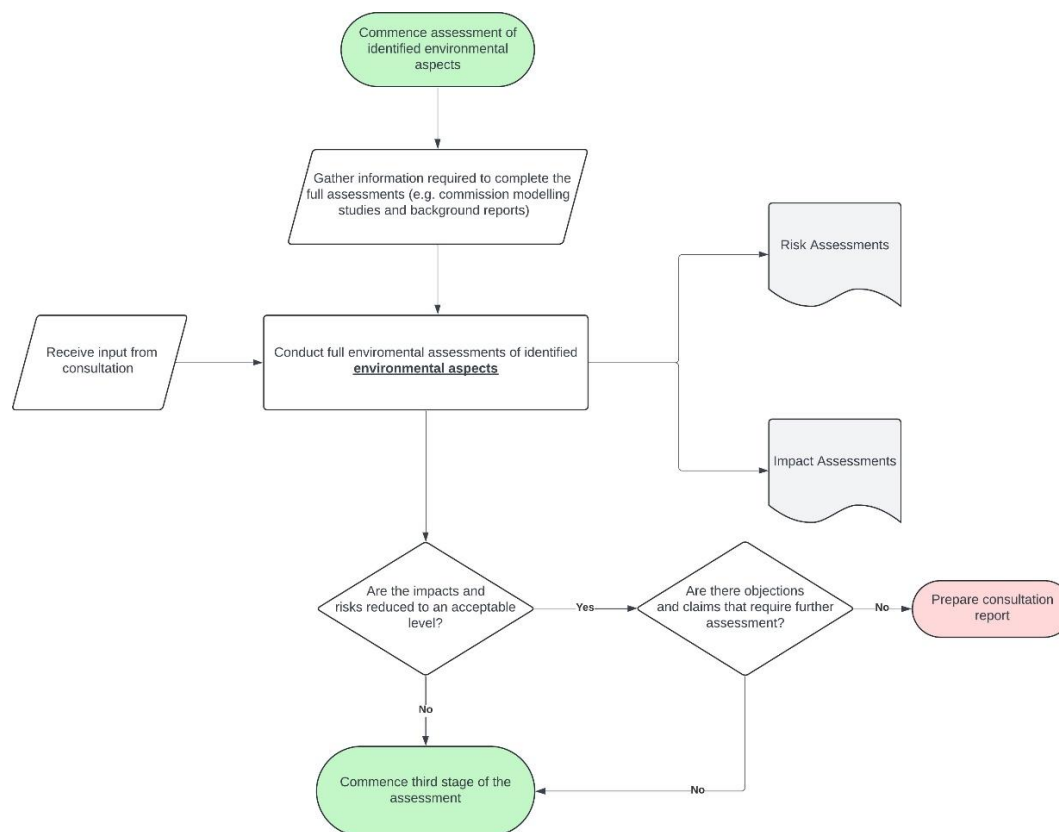 Commence assessment of
identified environmental
aspects
Gather information required to complete the
full assessments (e.g. commission modelling
studies and background reports)
Risk Assessments
Receive input from
consultation
Conduct full enviromental assessments of identified
environmental aspects
Impact Assessments
Are the impacts and
risks reduced to an acceptable
level?
Yes
Are there objections
and claims that require further
assessment?
No
Prepare consultation
report
No
Commence third stage of the
assessment
No